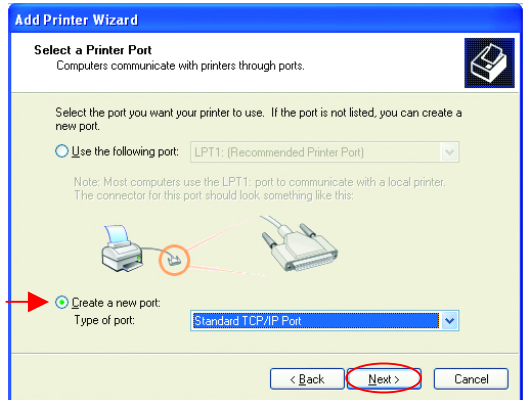 Add Printer Wizard
Select a Printer Port
Computers communicate with printers through ports.
Select the port you want your printer to use. If the port is not listed, you can create a
new port.
Use the following port: LPT1: (Recommended Printer Port)
Note: Most computers use the LPT1: port to communicate with a local printer.
The connector for this port should look something like this:
Create a new port:
Type of port: Standard TCP/IP Port
< Back Next > Cancel